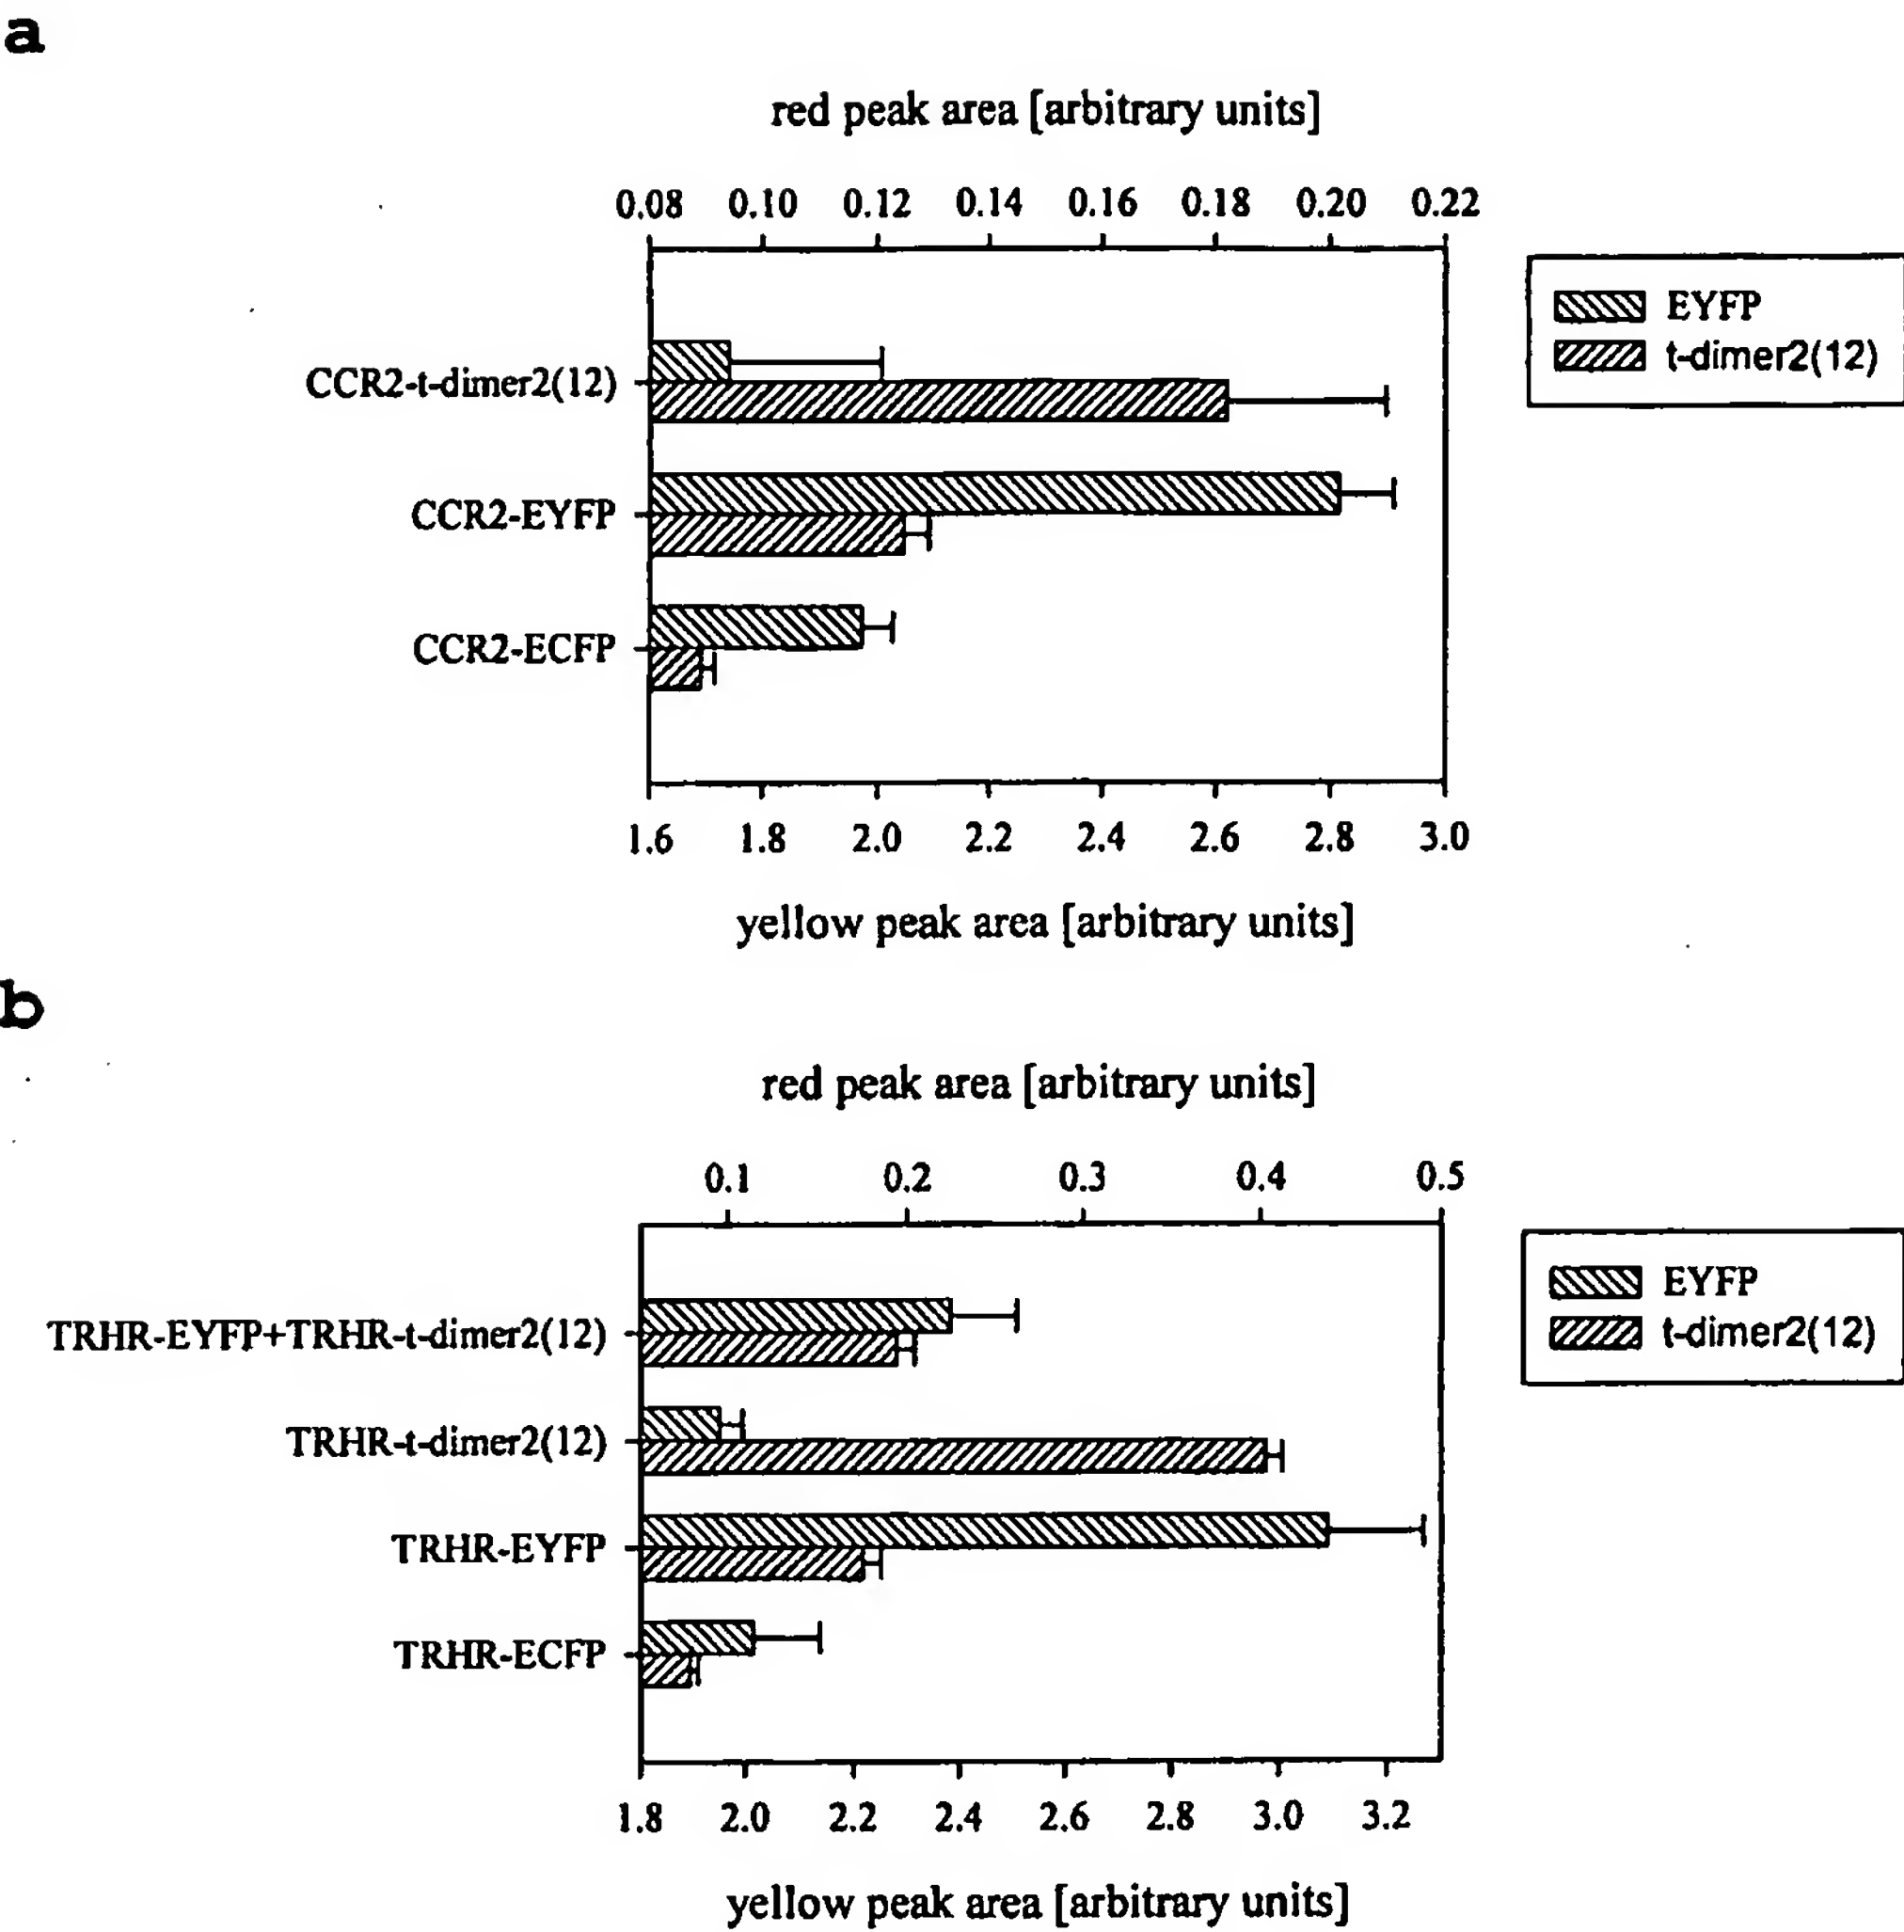 a
red peak area [arbitrary units]
0.08 0.10 0.12 0.14 0.16 0.18 0.20 0.22
EYFP
t-dimer2(12)
CCR2-t-dimer2(12)
CCR2-EYFP
CCR2-ECFP
1.6 1.8 2.0 2.2 2.4 2.6 2.8 3.0
yellow peak area [arbitrary units]
b
red peak area [arbitrary units]
0.1 0.2 0.3 0.4 0.5
EYFP
t-dimer2(12)
TRHR-EYFP+TRHR-t-dimer2(12)
TRHR-t-dimer2(12)
TRHR-EYFP
TRHR-ECFP
1.8 2.0 2.2 2.4 2.6 2.8 3.0 3.2
yellow peak area [arbitrary units]